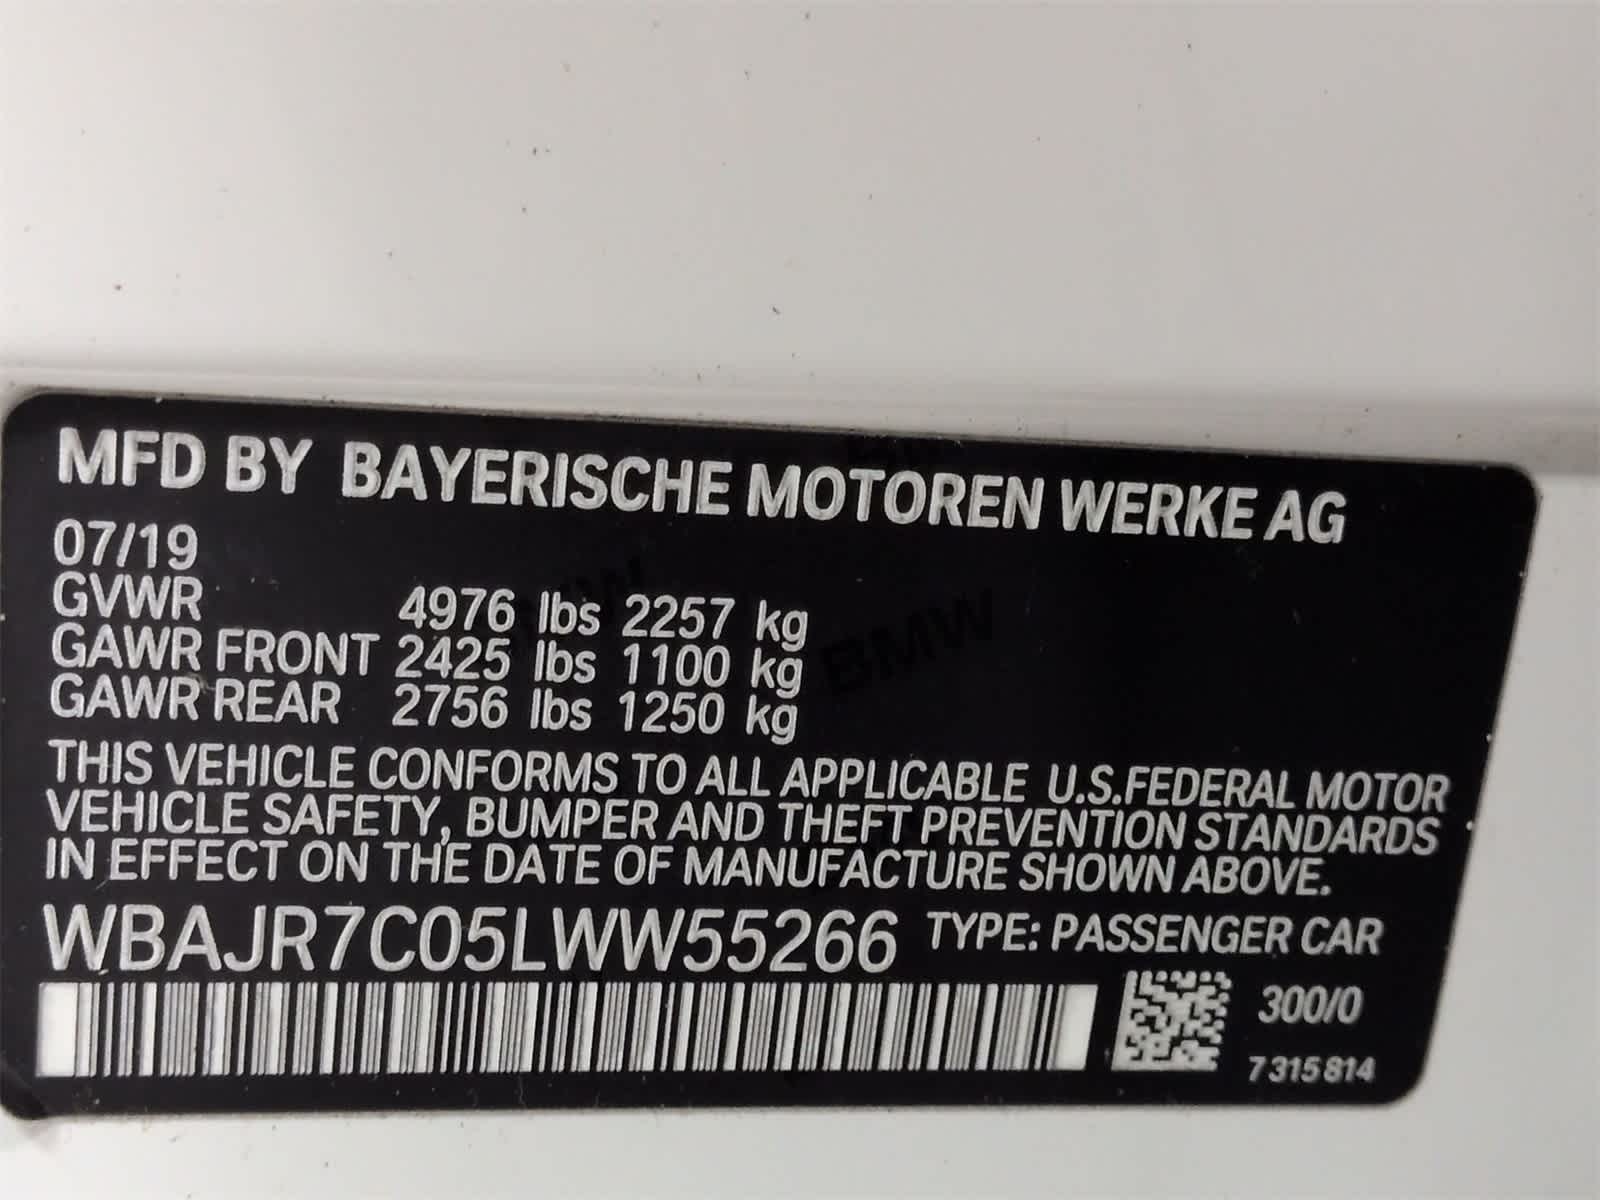 MFD BY BAYERISCHE MOTOREN WERKE AG
07/19
GVWR 4976 lbs 2257 kg
GAWR FRONT 2425 lbs 1100 kg
GAWR REAR 2756 lbs 1250 kg
BMW
THIS VEHICLE CONFORMS TO ALL APPLICABLE U.S.FEDERAL MOTOR
VEHICLE SAFETY, BUMPER AND THEFT PREVENTION STANDARDS
IN EFFECT ON THE DATE OF MANUFACTURE SHOWN ABOVE.
WBAJR7C05LWW55266 TYPE: PASSENGER CAR
300/0
7 315 814